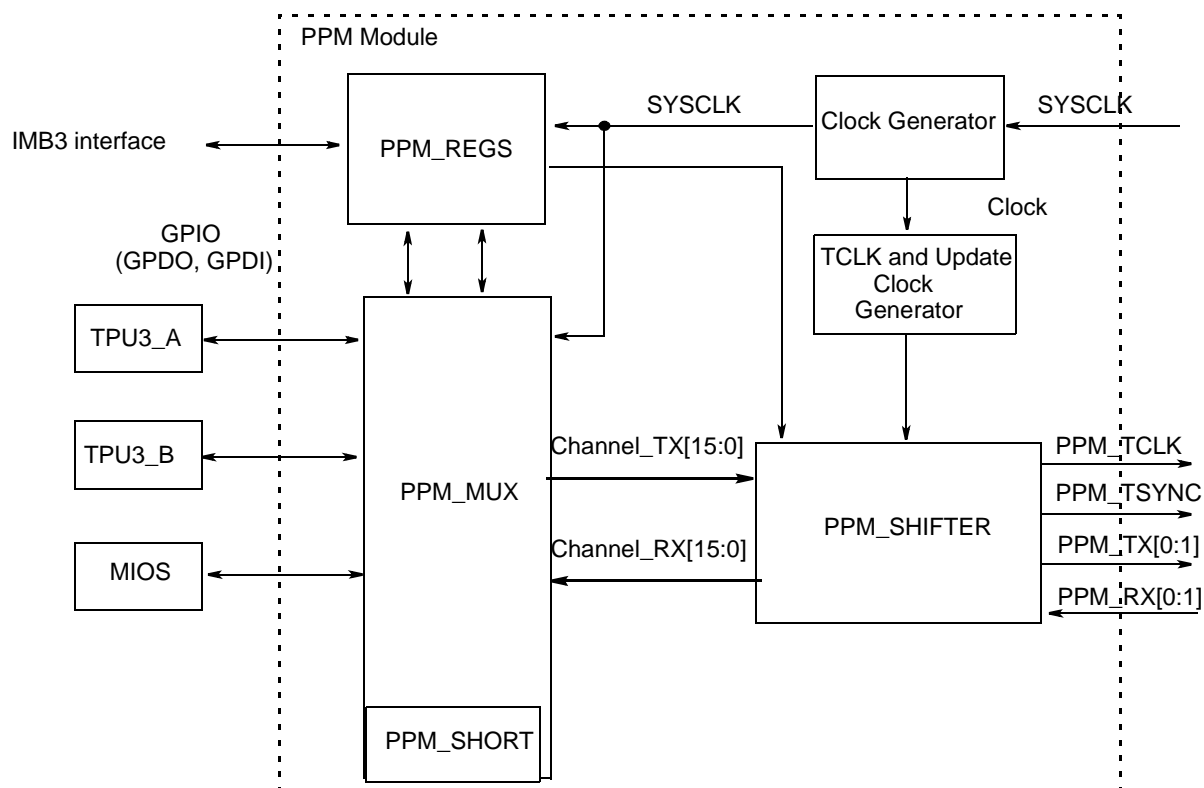 PPM Module
SYSCLK
Clock Generator
SYSCLK
IMB3 interface
PPM_REGS
Clock
GPIO
(GPDO, GPDI)
TCLK and Update
Clock
Generator
TPU3_A
TPU3_B
Channel_TX[15:0]
PPM_TCLK
PPM_MUX
PPM_TSYNC
PPM_SHIFTER
PPM_TX[0:1]
Channel_RX[15:0]
MIOS
PPM_RX[0:1]
PPM_SHORT